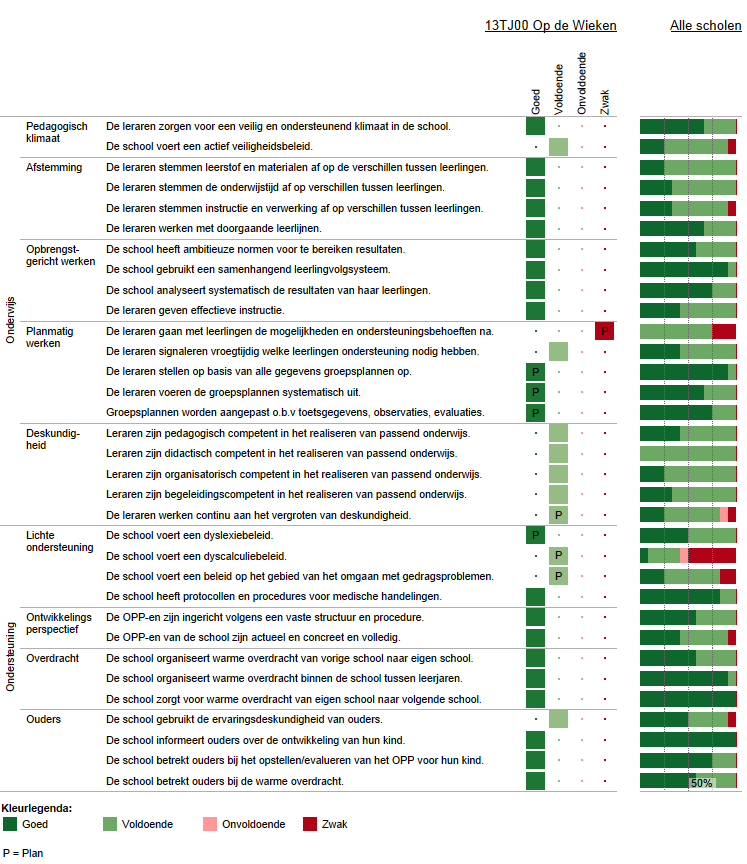 13TJ00 Op de Wieken Alle scholen
Goed Voldoende Onvoldoende Zwak
Onderwijs
Pedagogisch klimaat
De leraren zorgen voor een veilig en ondersteunend klimaat in de school.
De school voert een actief veiligheidsbeleid.
Afstemming
De leraren stemmen leerstof en materialen af op de verschillen tussen leerlingen.
De leraren stemmen de onderwijstijd af op verschillen tussen leerlingen.
De leraren stemmen instructie en verwerking af op verschillen tussen leerlingen.
De leraren werken met doorgaande leerlijnen.
Opbrengst-
gericht werken
De school heeft ambitieuze normen voor te bereiken resultaten.
De school gebruikt een samenhangend leerlingvolgsysteem.
De school analyseert systematisch de resultaten van haar leerlingen.
De leraren geven effectieve instructie.
Planmatig
werken
De leraren gaan met leerlingen de mogelijkheden en ondersteuningsbehoeften na. P
De leraren signaleren vroegtijdig welke leerlingen ondersteuning nodig hebben.
De leraren stellen op basis van alle gegevens groepsplannen op. P
De leraren voeren de groepsplannen systematisch uit. P
Groepsplannen worden aangepast o.b.v toetsgegevens, observaties, evaluaties. P
Deskundig-
heid
Leraren zijn pedagogisch competent in het realiseren van passend onderwijs.
Leraren zijn didactisch competent in het realiseren van passend onderwijs.
Leraren zijn organisatorisch competent in het realiseren van passend onderwijs.
Leraren zijn begeleidingscompetent in het realiseren van passend onderwijs.
De leraren werken continu aan het vergroten van deskundigheid. P
Ondersteuning
Lichte
ondersteuning
De school voert een dyslexiebeleid. P
De school voert een dyscalculiebeleid. P
De school voert een beleid op het gebied van het omgaan met gedragsproblemen. P
De school heeft protocollen en procedures voor medische handelingen.
Ontwikkelings
perspectief
De OPP-en zijn ingericht volgens een vaste structuur en procedure.
De OPP-en van de school zijn actueel en concreet en volledig.
Overdracht
De school organiseert warme overdracht van vorige school naar eigen school.
De school organiseert warme overdracht binnen de school tussen leerjaren.
De school zorgt voor warme overdracht van eigen school naar volgende school.
Ouders
De school gebruikt de ervaringsdeskundigheid van ouders.
De school informeert ouders over de ontwikkeling van hun kind.
De school betrekt ouders bij het opstellen/evalueren van het OPP voor hun kind.
De school betrekt ouders bij de warme overdracht. 50%
Kleurlegenda:
Goed Voldoende Onvoldoende Zwak
P = Plan